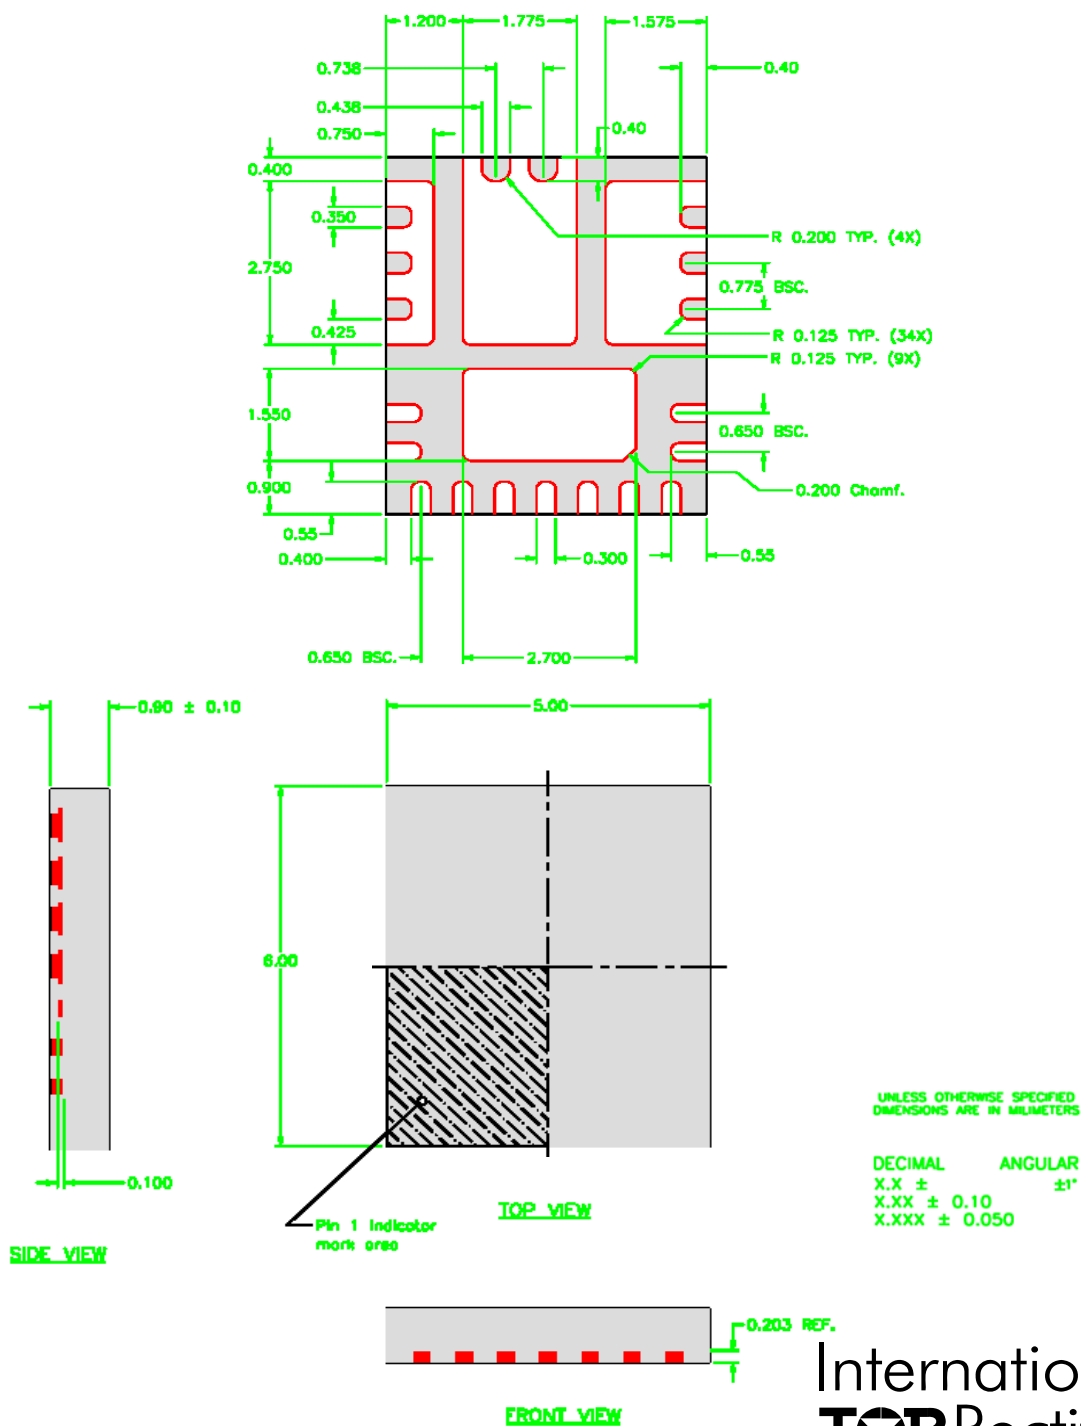 1.200 1.775 1.575
0.738 0.40
0.438
0.40
0.750
0.400
0.350
R 0.200 TYP. (4X)
2.750
0.775 BSC.
0.425
R 0.125 TYP. (34X)
R 0.125 TYP. (9X)
1.550
0.650 BSC.
0.900
0.200 Chamf.
0.55
0.400 0.300 0.55
0.650 BSC. 2.700
0.90 ± 0.10 5.00
6.00
UNLESS OTHERWISE SPECIFIED
DIMENSIONS ARE IN MILIMETERS
DECIMAL ANGULAR
X.X ± ±1°
X.XX ± 0.10
X.XXX ± 0.050
0.100
TOP VIEW
Pin 1 Indicator
mark area
SIDE VIEW
0.203 REF.
Internatio
FRONT VIEW